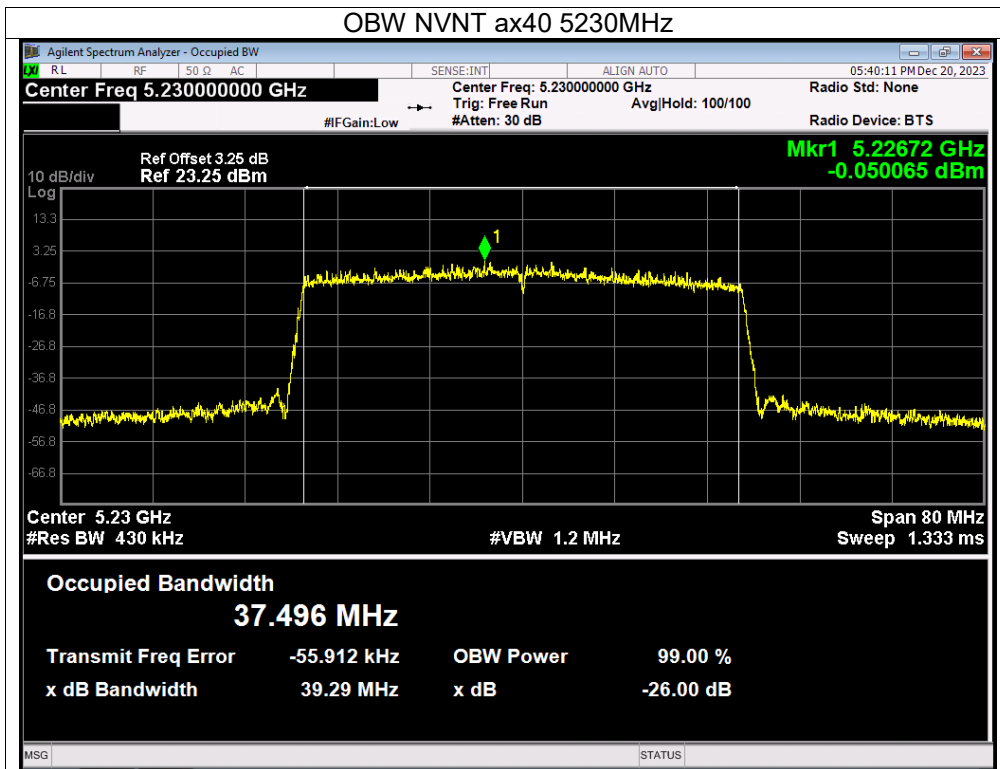 OBW NVNT ax40 5230MHz
Agilent Spectrum Analyzer - Occupied BW
LXI RL RF 50 Ω AC SENSE:INT ALIGN AUTO 05:40:11 PM Dec 20, 2023
Center Freq 5.230000000 GHz Center Freq: 5.230000000 GHz Radio Std: None
Trig: Free Run Avg|Hold: 100/100
#IFGain:Low #Atten: 30 dB Radio Device: BTS
Mkr1 5.22672 GHz
-0.050065 dBm
Ref Offset 3.25 dB
10 dB/div Ref 23.25 dBm
Log
13.3
1
3.25
-6.75
-16.8
-26.8
-36.8
-46.8
-56.8
-66.8
Center 5.23 GHz Span 80 MHz
#Res BW 430 kHz #VBW 1.2 MHz Sweep 1.333 ms
Occupied Bandwidth
37.496 MHz
Transmit Freq Error -55.912 kHz OBW Power 99.00 %
x dB Bandwidth 39.29 MHz x dB -26.00 dB
MSG STATUS